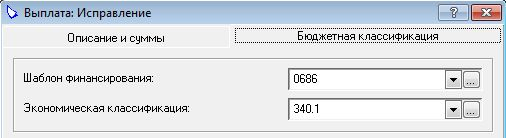 Выплата: Исправление
Описание и суммы Бюджетная классификация
Шаблон финансирования: 0686
Экономическая классификация: 340.1